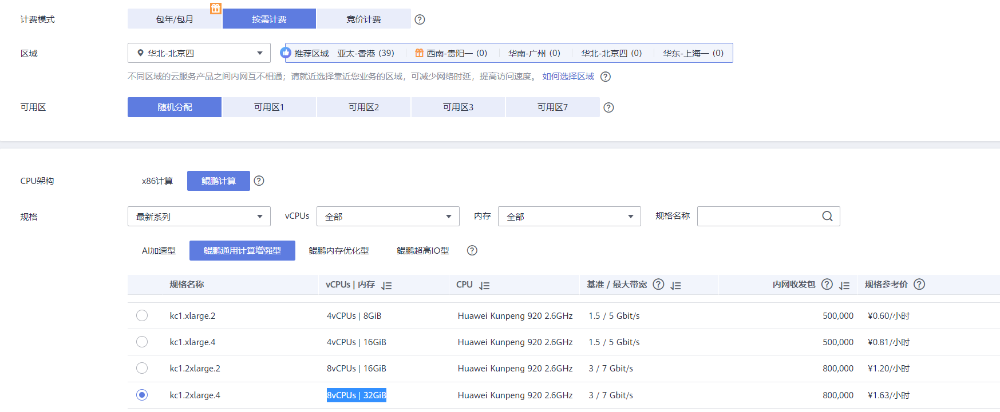 计费模式 包年/包月 按需计费 竞价计费
区域 华北-北京四 推荐区域 亚太-香港 (39) 西南-贵阳一 (0) 华南-广州 (0) 华北-北京四 (0) 华东-上海一 (0)
不同区域的云服务产品之间内网互不相通；请就近选择靠近您业务的区域，可减少网络时延，提高访问速度。 如何选择区域
可用区 随机分配 可用区1 可用区2 可用区3 可用区7
CPU架构 x86计算 鲲鹏计算
规格 最新系列 vCPUs 全部 内存 全部 规格名称
AI加速型 鲲鹏通用计算增强型 鲲鹏内存优化型 鲲鹏超高IO型
规格名称 vCPUs | 内存 CPU 基准 / 最大带宽 内网收发包 规格参考价
kc1.xlarge.2 4vCPUs | 8GiB Huawei Kunpeng 920 2.6GHz 1.5 / 5 Gbit/s 500,000 ¥0.60/小时
kc1.xlarge.4 4vCPUs | 16GiB Huawei Kunpeng 920 2.6GHz 1.5 / 5 Gbit/s 500,000 ¥0.81/小时
kc1.2xlarge.2 8vCPUs | 16GiB Huawei Kunpeng 920 2.6GHz 3 / 7 Gbit/s 800,000 ¥1.20/小时
kc1.2xlarge.4 8vCPUs | 32GiB Huawei Kunpeng 920 2.6GHz 3 / 7 Gbit/s 800,000 ¥1.63/小时